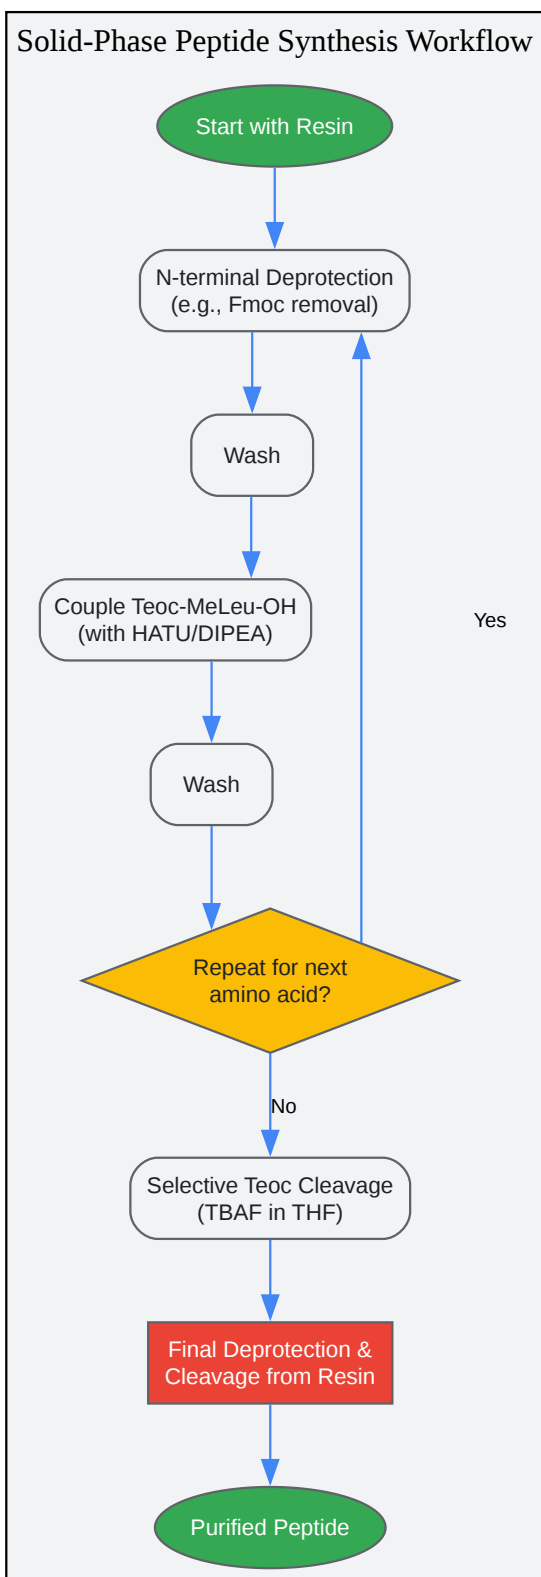 Solid-Phase Peptide Synthesis Workflow
Start with Resin
N-terminal Deprotection
(e.g., Fmoc removal)
Wash
Couple Teoc-MeLeu-OH
(with HATU/DIPEA)
Yes
Wash
Repeat for next
amino acid?
No
Selective Teoc Cleavage
(TBAF in THF)
Final Deprotection &
Cleavage from Resin
Purified Peptide